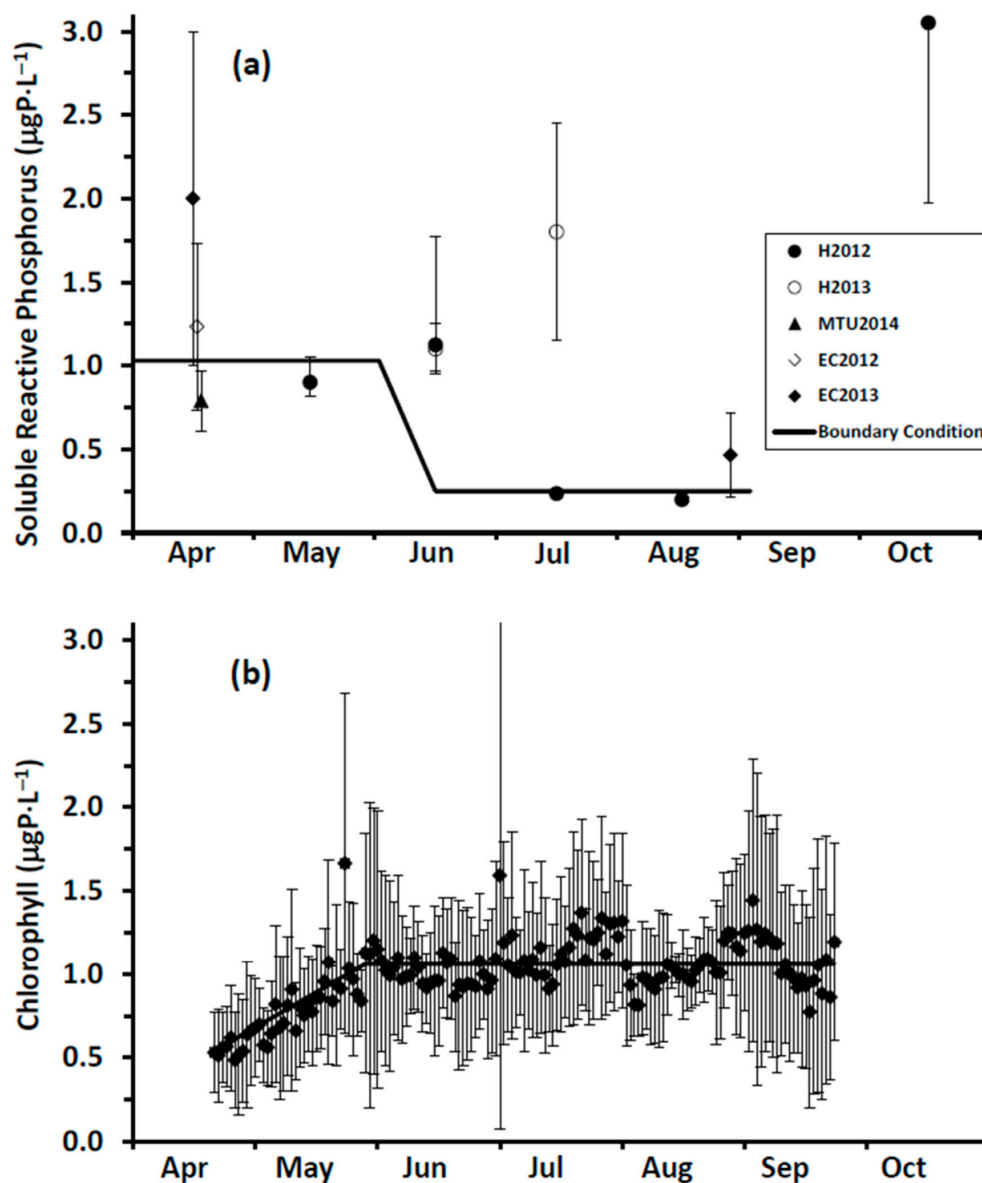 (a)
Soluble Reactive Phosphorus (µgP·L⁻¹)
3.0
2.5
2.0
1.5
1.0
0.5
0.0
H2012
H2013
MTU2014
EC2012
EC2013
Boundary Condition
Apr May Jun Jul Aug Sep Oct
(b)
Chlorophyll (µgP·L⁻¹)
3.0
2.5
2.0
1.5
1.0
0.5
0.0
Apr May Jun Jul Aug Sep Oct